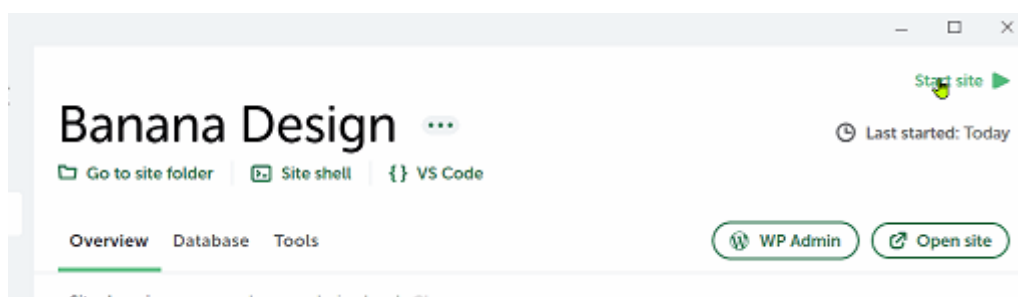 Start site
Banana Design
Last started: Today
Go to site folder Site shell VS Code
Overview Database Tools WP Admin Open site